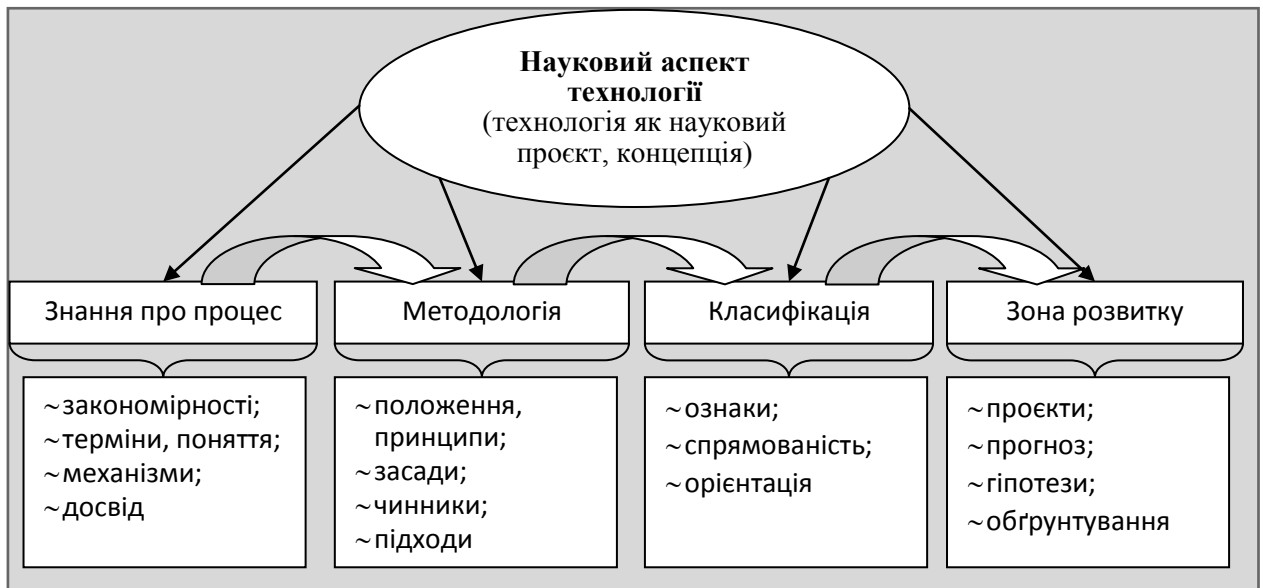 Науковий аспект
технології
(технологія як науковий
проєкт, концепція)
Знання про процес
Методологія
Класифікація
Зона розвитку
~закономірності;
~терміни, поняття;
~механізми;
~досвід
~положення,
принципи;
~засади;
~чинники;
~підходи
~ознаки;
~спрямованість;
~орієнтація
~проєкти;
~прогноз;
~гіпотези;
~обґрунтування